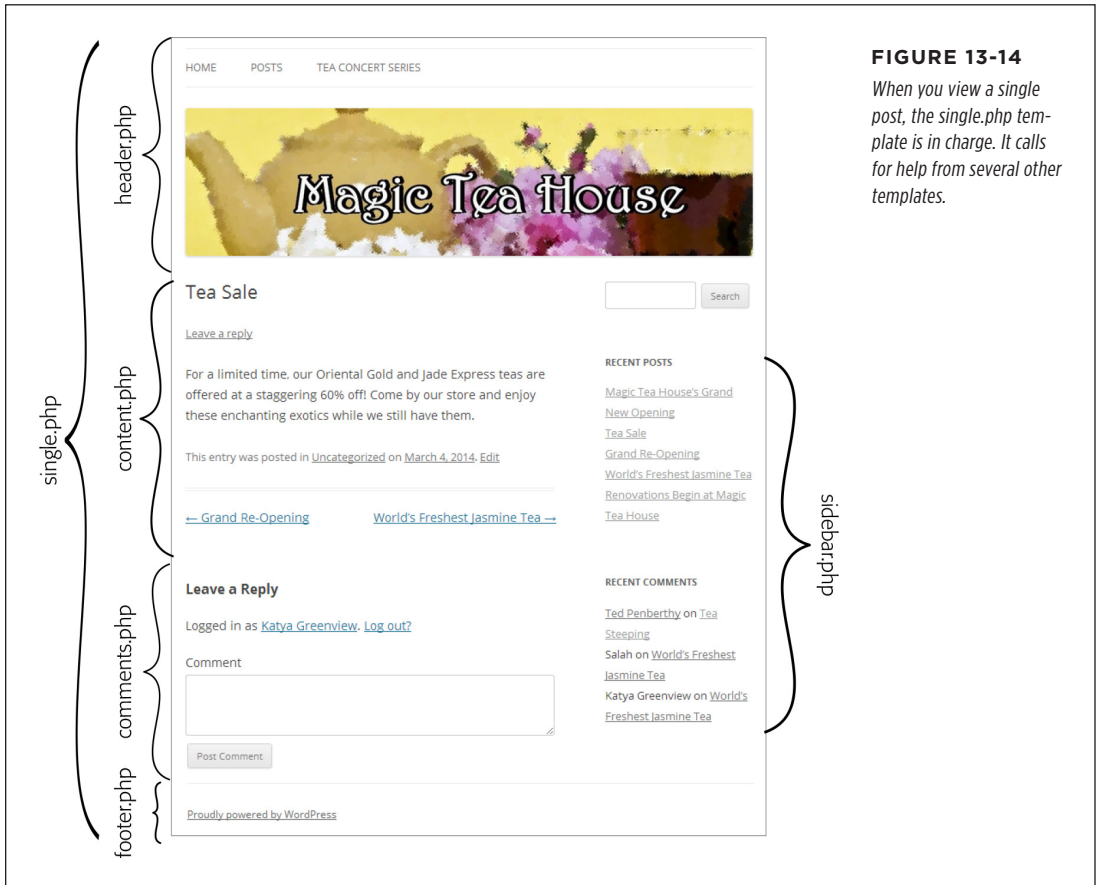 FIGURE 13-14
When you view a single
post, the single.php tem-
plate is in charge. It calls
for help from several other
templates.
single.php
header.php
HOME POSTS TEA CONCERT SERIES
Magic Tea House
content.php
Tea Sale
Leave a reply
For a limited time, our Oriental Gold and Jade Express teas are
offered at a staggering 60% off! Come by our store and enjoy
these enchanting exotics while we still have them.
This entry was posted in Uncategorized on March 4, 2014. Edit
← Grand Re-Opening World's Freshest Jasmine Tea →
comments.php
Leave a Reply
Logged in as Katya Greenview. Log out?
Comment
Post Comment
sidebar.php
Search
RECENT POSTS
Magic Tea House's Grand
New Opening
Tea Sale
Grand Re-Opening
World's Freshest Jasmine Tea
Renovations Begin at Magic
Tea House
RECENT COMMENTS
Ted Penberthy on Tea
Steeping
Salah on World's Freshest
Jasmine Tea
Katya Greenview on World's
Freshest Jasmine Tea
footer.php
Proudly powered by WordPress